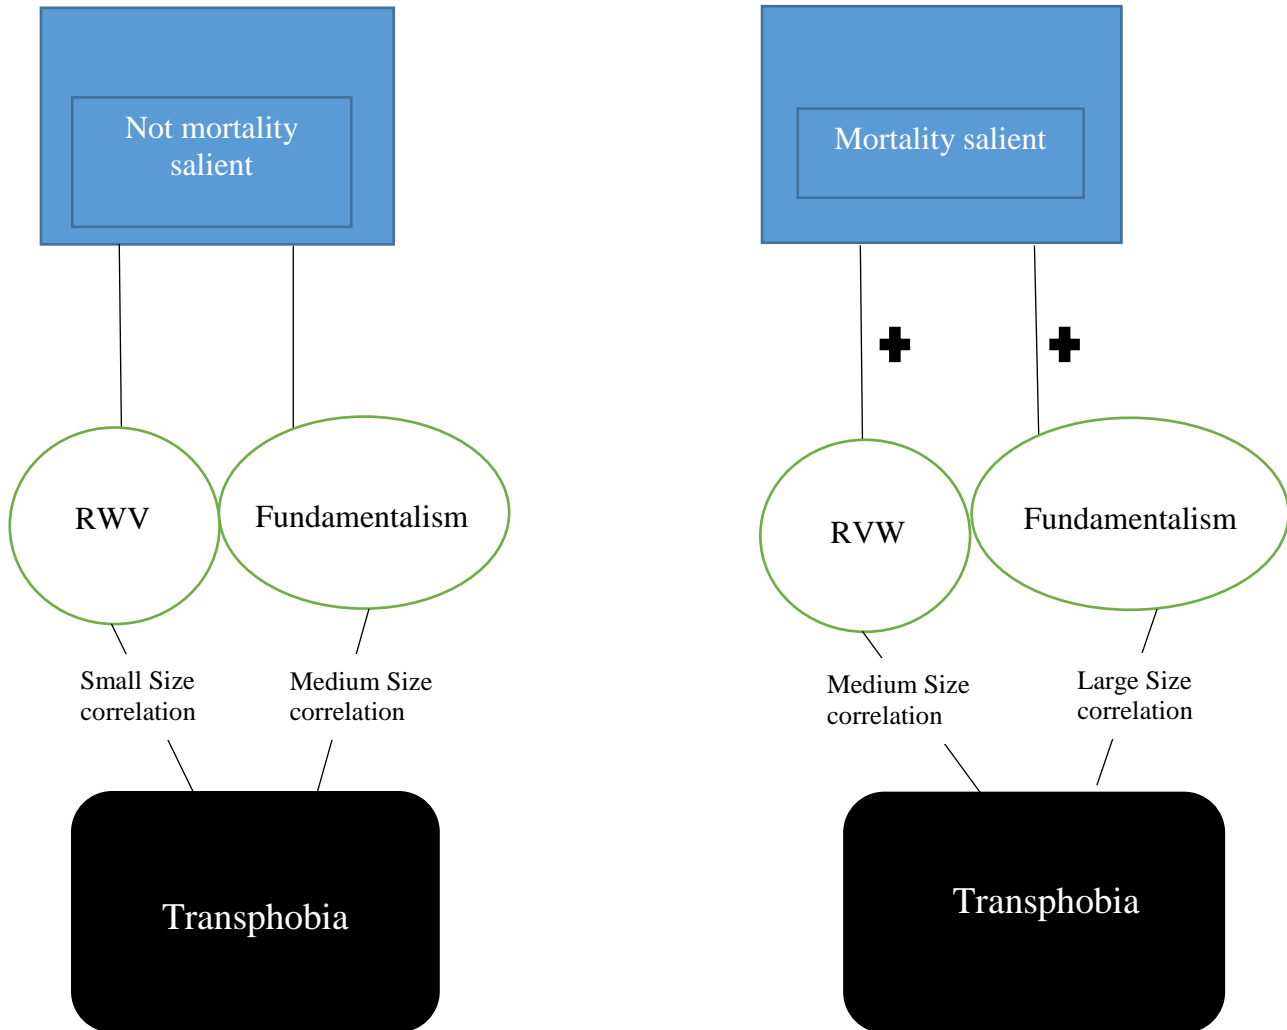 Not mortality
salient
Mortality salient
RWV
Fundamentalism
RVW
Fundamentalism
Small Size
correlation
Medium Size
correlation
Medium Size
correlation
Large Size
correlation
Transphobia
Transphobia